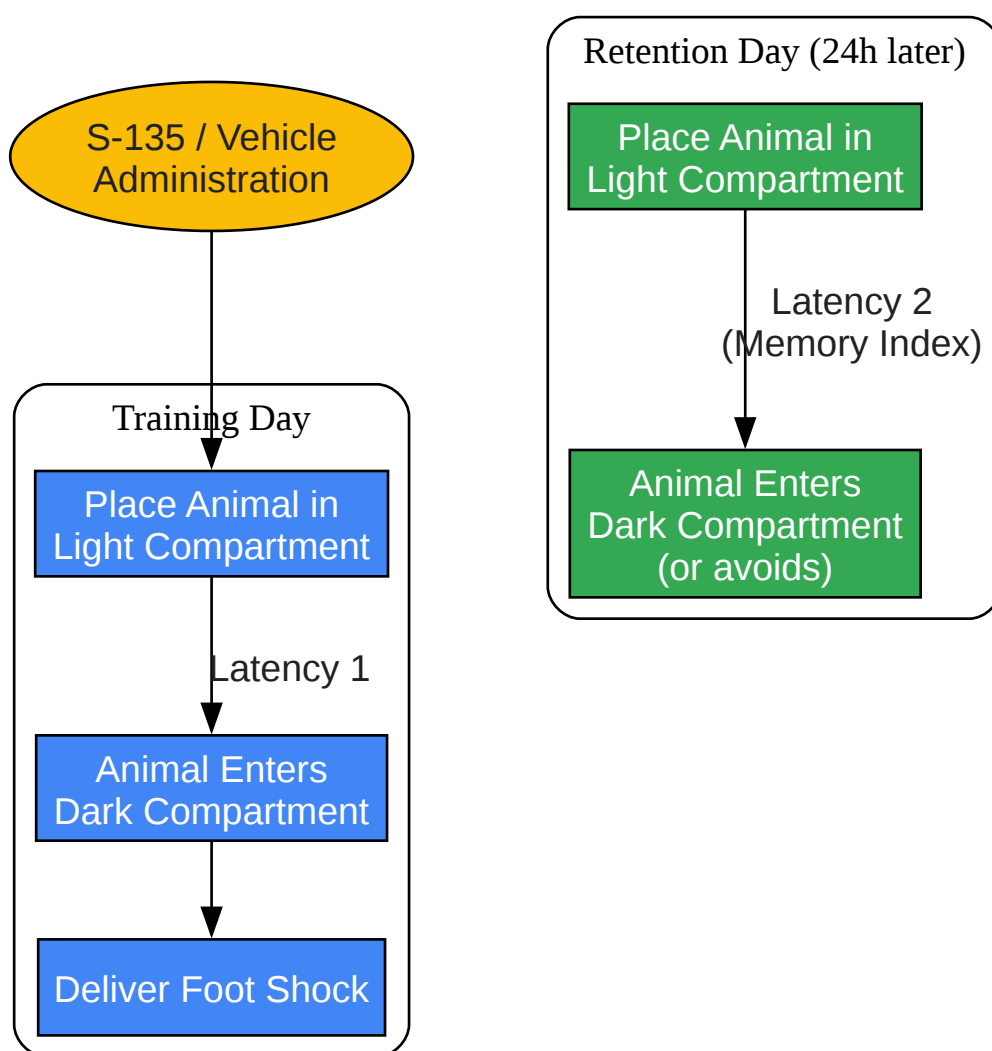 S-135 / Vehicle
Administration
Training Day
Place Animal in
Light Compartment
Latency 1
Animal Enters
Dark Compartment
Deliver Foot Shock
Retention Day (24h later)
Place Animal in
Light Compartment
Latency 2
(Memory Index)
Animal Enters
Dark Compartment
(or avoids)